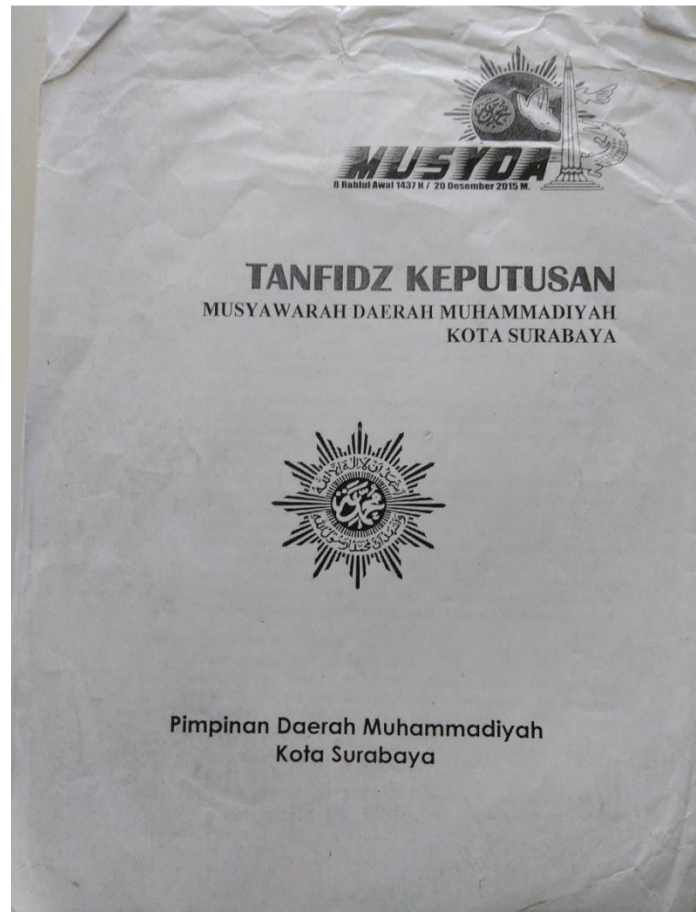 MUSYDA
8 Rabiul Awal 1437 H / 20 Desember 2015 M.
TANFIDZ KEPUTUSAN
MUSYAWARAH DAERAH MUHAMMADIYAH
KOTA SURABAYA
Pimpinan Daerah Muhammadiyah
Kota Surabaya